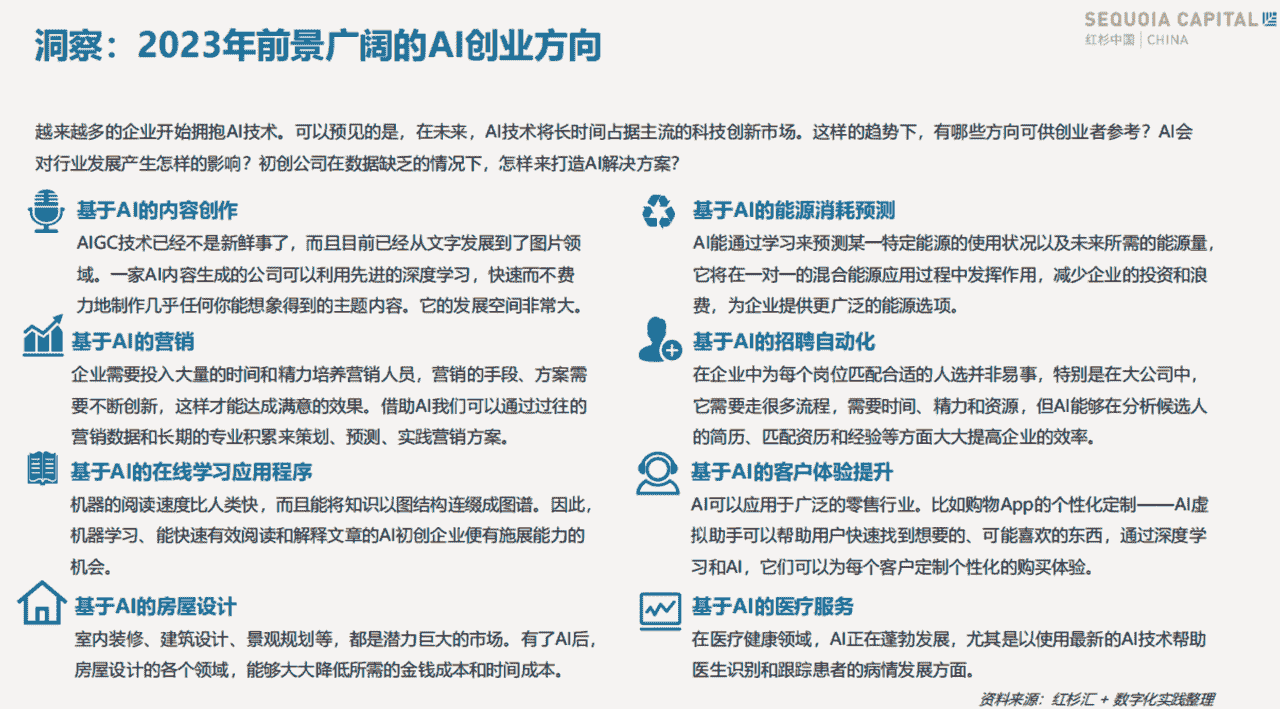 洞察：2023年前景广阔的AI创业方向
SEQUOIA CAPITAL
红杉中国 | CHINA
越来越多的企业开始拥抱AI技术。可以预见的是，在未来，AI技术将长时间占据主流的科技创新市场。这样的趋势下，有哪些方向可供创业者参考？AI会
对行业发展产生怎样的影响？初创公司在数据缺乏的情况下，怎样来打造AI解决方案？
基于AI的内容创作
AIGC技术已经不是新鲜事了，而且目前已经从文字发展到了图片领
域。一家AI内容生成的公司可以利用先进的深度学习，快速而不费
力地制作几乎任何你能想象得到的主题内容。它的发展空间非常大。
基于AI的营销
企业需要投入大量的时间和精力培养营销人员，营销的手段、方案需
要不断创新，这样才能达成满意的效果。借助AI我们可以通过过往的
营销数据和长期的专业积累来策划、预测、实践营销方案。
基于AI的在线学习应用程序
机器的阅读速度比人类快，而且能将知识以图结构连缀成图谱。因此，
机器学习、能快速有效阅读和解释文章的AI初创企业便有施展能力的
机会。
基于AI的房屋设计
室内装修、建筑设计、景观规划等，都是潜力巨大的市场。有了AI后，
房屋设计的各个领域，能够大大降低所需的金钱成本和时间成本。
基于AI的能源消耗预测
AI能通过学习来预测某一特定能源的使用状况以及未来所需的能源量，
它将在一对一的混合能源应用过程中发挥作用，减少企业的投资和浪
费，为企业提供更广泛的能源选项。
基于AI的招聘自动化
在企业中为每个岗位匹配合适的人选并非易事，特别是在大公司中，
它需要走很多流程，需要时间、精力和资源，但AI能够在分析候选人
的简历、匹配资历和经验等方面大大提高企业的效率。
基于AI的客户体验提升
AI可以应用于广泛的零售行业。比如购物App的个性化定制——AI虚
拟助手可以帮助用户快速找到想要的、可能喜欢的东西，通过深度学
习和AI，它们可以为每个客户定制个性化的购买体验。
基于AI的医疗服务
在医疗健康领域，AI正在蓬勃发展，尤其是以使用最新的AI技术帮助
医生识别和跟踪患者的病情发展方面。
资料来源：红杉汇 + 数字化实践整理